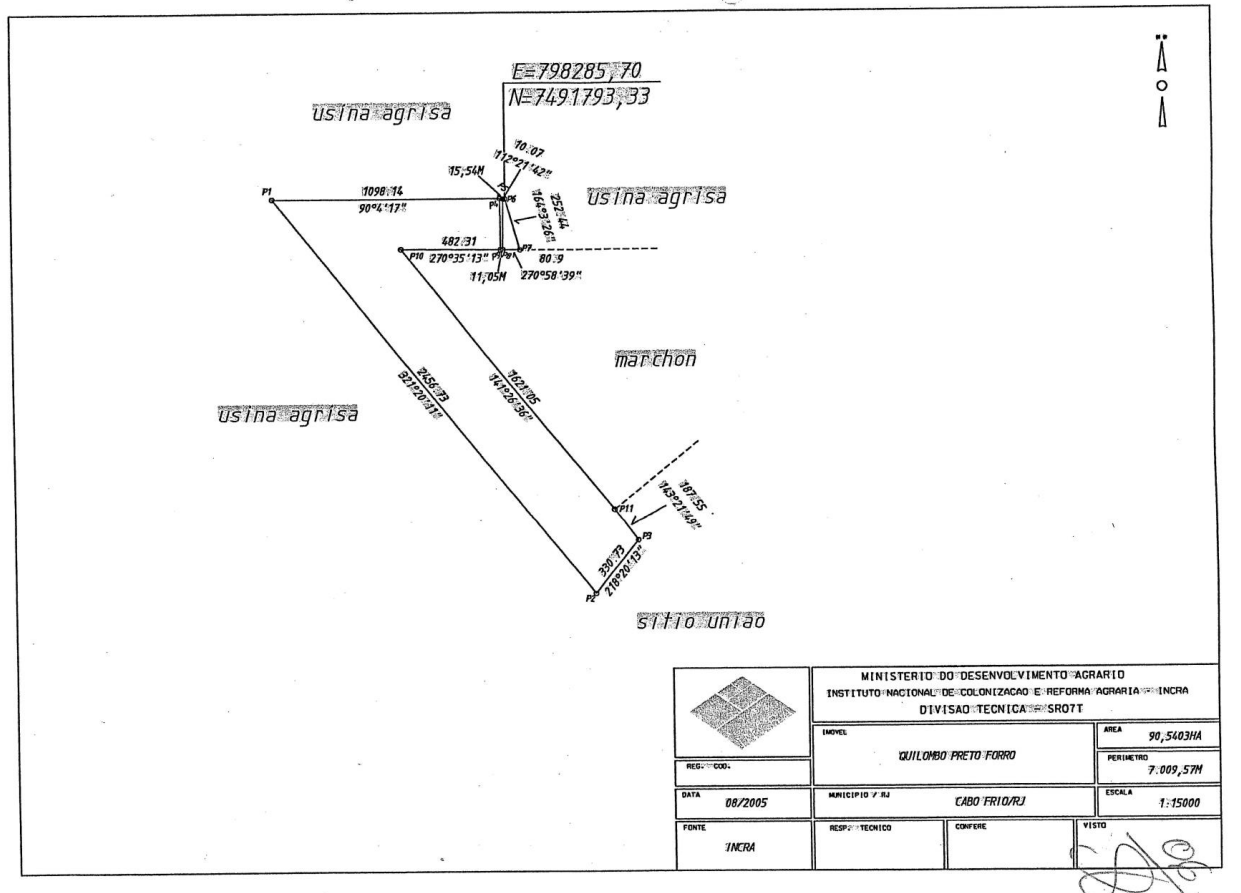 E=798285,70
N=7491793,33
usina agrisa
10.07
112°21'42"
15,54M
P5
P1
1098.14
90°4'17"
P4
P6
252.44
164°3'26"
usina agrisa
482.31
P10
270°35'13"
P9
P8
P7
80.9
270°58'39"
11,05M
marchon
2456.73
321°20'11"
1621.05
141°26'36"
usina agrisa
P11
187.55
143°21'49"
P3
330.73
218°20'13"
P2
sitio uniao
MINISTERIO DO DESENVOLVIMENTO AGRARIO
INSTITUTO NACIONAL DE COLONIZACAO E REFORMA AGRARIA - INCRA
DIVISAO TECNICA - SR07T
IMOVEL
QUILOMBO PRETO FORRO
AREA
90,5403HA
REG. COD.
PERIMETRO
7.009,57M
DATA
08/2005
MUNICIPIO / RJ
CABO FRIO/RJ
ESCALA
1:15000
FONTE
INCRA
RESP. TECNICO
CONFERE
VISTO